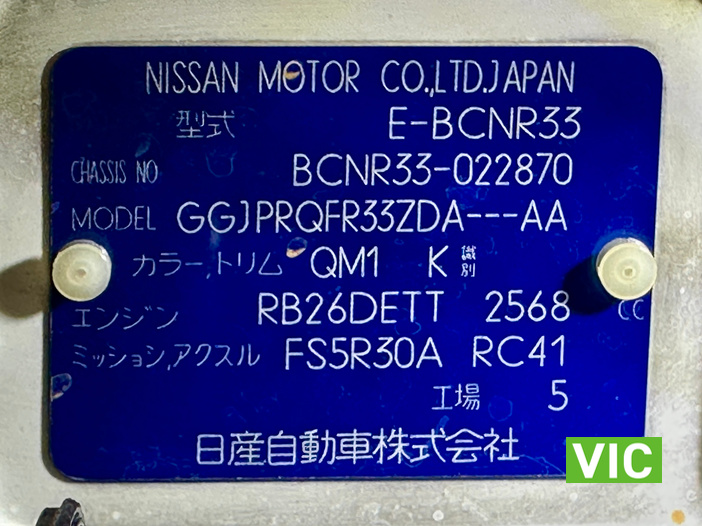 NISSAN MOTOR CO.,LTD.JAPAN
型式 E-BCNR33
CHASSIS NO BCNR33-022870
MODEL GGJPRQFR33ZDA---AA
カラー,トリム QM1 K 識別
エンジン RB26DETT 2568 CC
ミッション,アクスル FS5R30A RC41
工場 5
日産自動車株式会社
VIC